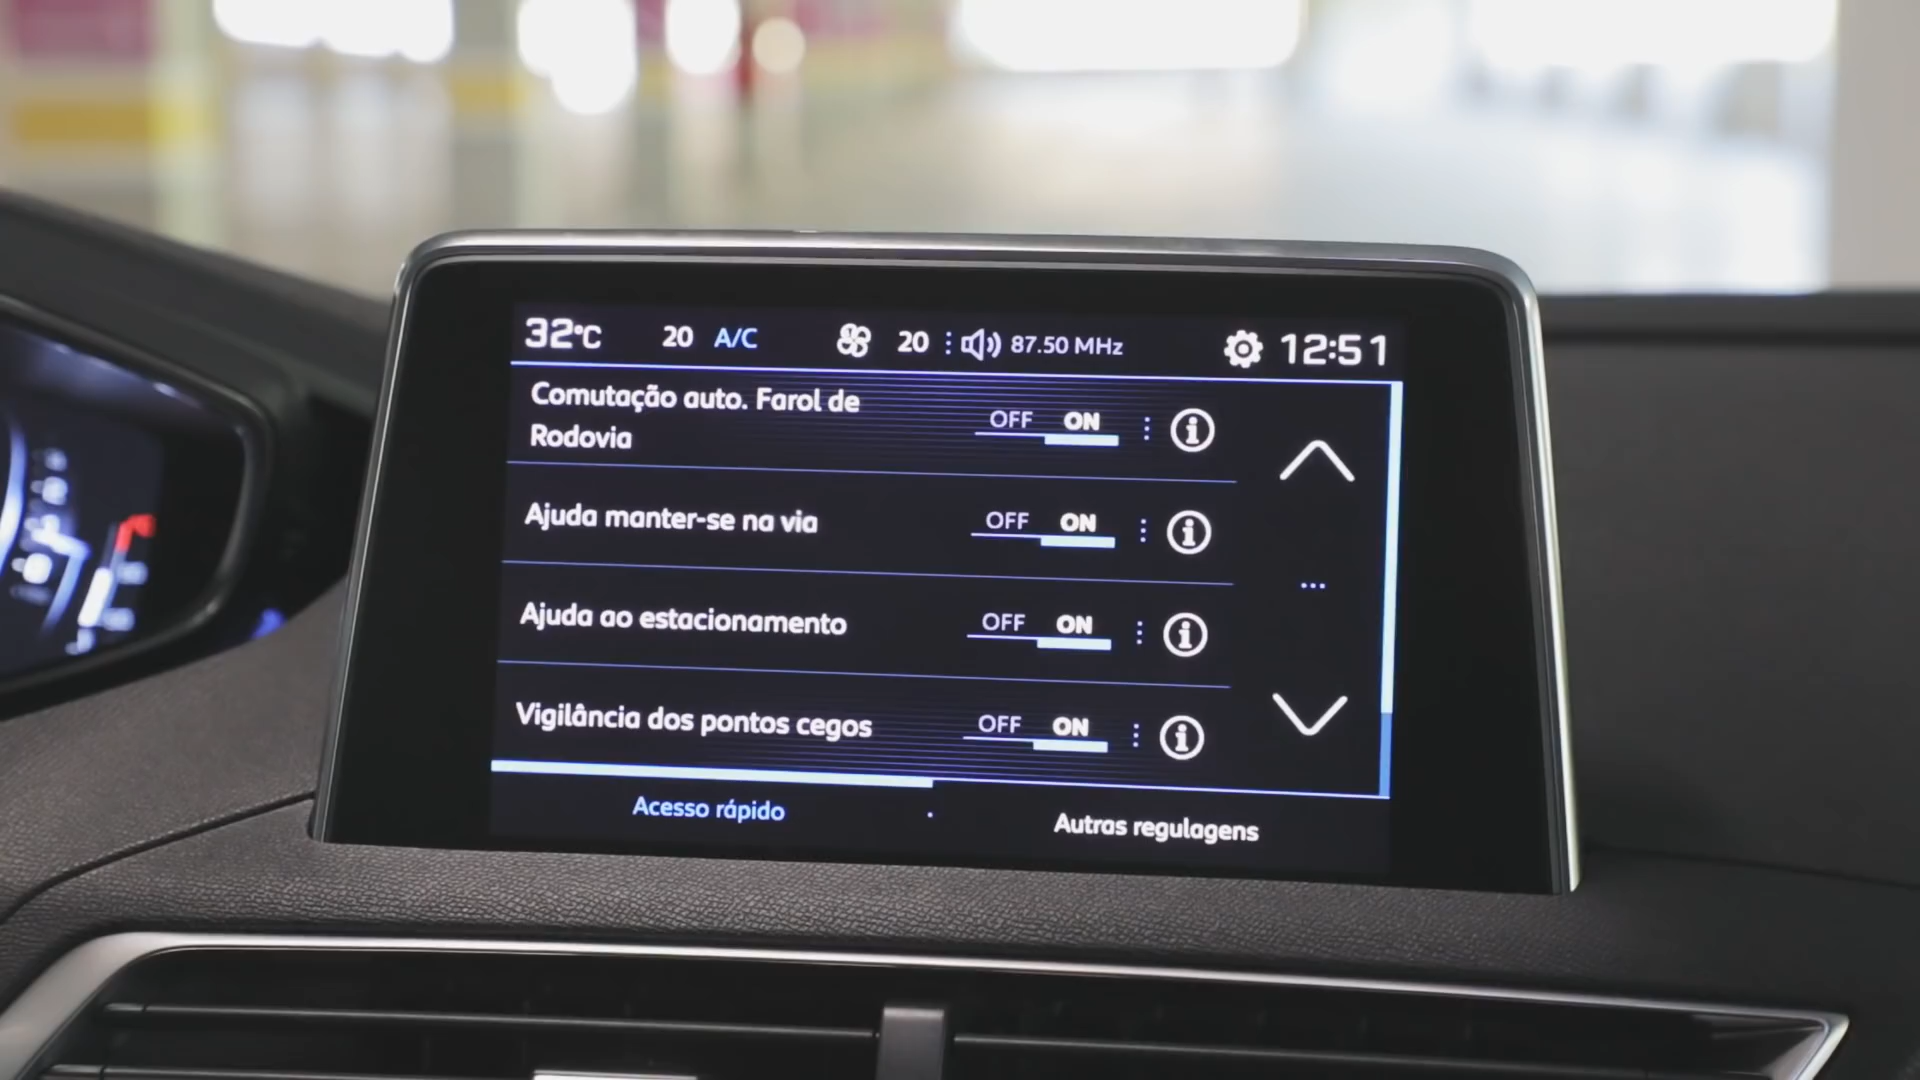 32°C 20 A/C 20 87.50 MHz 12:51
Comutação auto. Farol de
Rodovia
OFF ON
Ajuda manter-se na via
OFF ON
Ajuda ao estacionamento
OFF ON
Vigilância dos pontos cegos
OFF ON
Acesso rápido
Autras regulagens